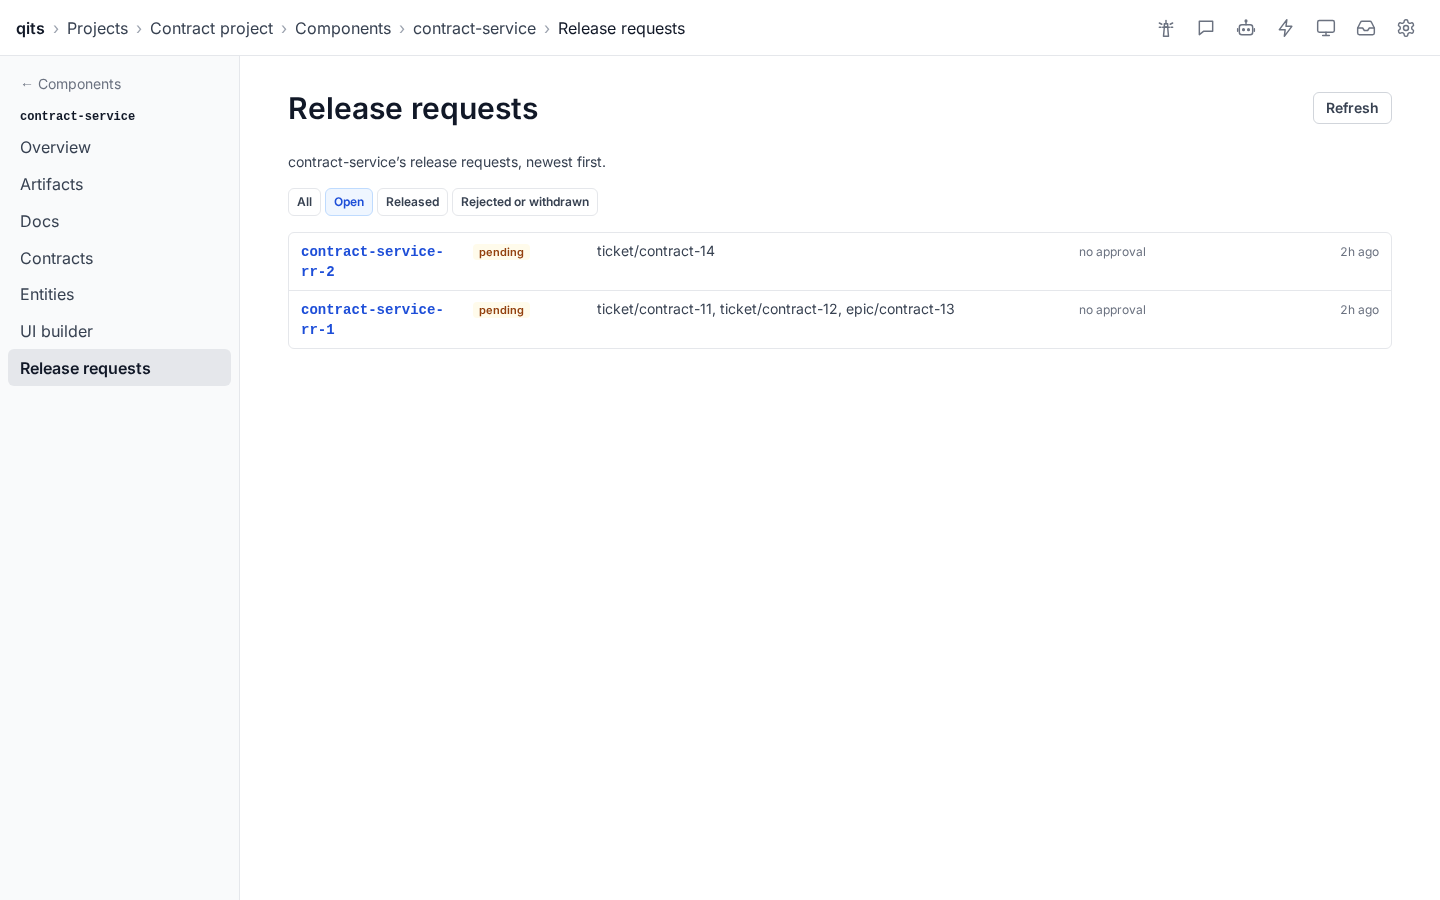 qits › Projects › Contract project › Components › contract-service › Release requests
← Components
contract-service
Overview
Artifacts
Docs
Contracts
Entities
UI builder
Release requests
Release requests
Refresh
contract-service’s release requests, newest first.
All Open Released Rejected or withdrawn
contract-service-rr-2 pending ticket/contract-14 no approval 2h ago
contract-service-rr-1 pending ticket/contract-11, ticket/contract-12, epic/contract-13 no approval 2h ago